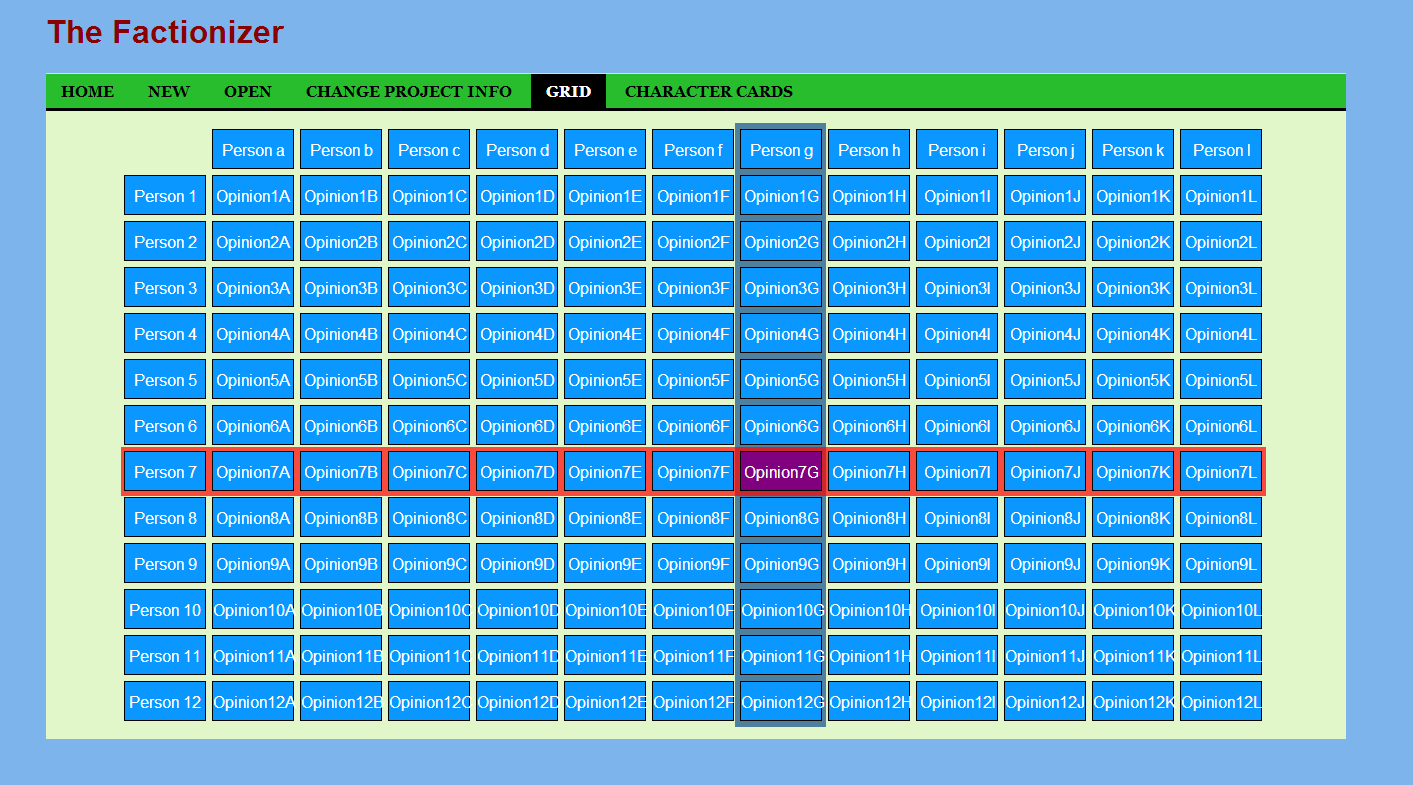 The Factionizer
HOME NEW OPEN CHANGE PROJECT INFO GRID CHARACTER CARDS
Person a Person b Person c Person d Person e Person f Person g Person h Person i Person j Person k Person l
Person 1 Opinion1A Opinion1B Opinion1C Opinion1D Opinion1E Opinion1F Opinion1G Opinion1H Opinion1I Opinion1J Opinion1K Opinion1L
Person 2 Opinion2A Opinion2B Opinion2C Opinion2D Opinion2E Opinion2F Opinion2G Opinion2H Opinion2I Opinion2J Opinion2K Opinion2L
Person 3 Opinion3A Opinion3B Opinion3C Opinion3D Opinion3E Opinion3F Opinion3G Opinion3H Opinion3I Opinion3J Opinion3K Opinion3L
Person 4 Opinion4A Opinion4B Opinion4C Opinion4D Opinion4E Opinion4F Opinion4G Opinion4H Opinion4I Opinion4J Opinion4K Opinion4L
Person 5 Opinion5A Opinion5B Opinion5C Opinion5D Opinion5E Opinion5F Opinion5G Opinion5H Opinion5I Opinion5J Opinion5K Opinion5L
Person 6 Opinion6A Opinion6B Opinion6C Opinion6D Opinion6E Opinion6F Opinion6G Opinion6H Opinion6I Opinion6J Opinion6K Opinion6L
Person 7 Opinion7A Opinion7B Opinion7C Opinion7D Opinion7E Opinion7F Opinion7G Opinion7H Opinion7I Opinion7J Opinion7K Opinion7L
Person 8 Opinion8A Opinion8B Opinion8C Opinion8D Opinion8E Opinion8F Opinion8G Opinion8H Opinion8I Opinion8J Opinion8K Opinion8L
Person 9 Opinion9A Opinion9B Opinion9C Opinion9D Opinion9E Opinion9F Opinion9G Opinion9H Opinion9I Opinion9J Opinion9K Opinion9L
Person 10 Opinion10A Opinion10B Opinion10C Opinion10D Opinion10E Opinion10F Opinion10G Opinion10H Opinion10I Opinion10J Opinion10K Opinion10L
Person 11 Opinion11A Opinion11B Opinion11C Opinion11D Opinion11E Opinion11F Opinion11G Opinion11H Opinion11I Opinion11J Opinion11K Opinion11L
Person 12 Opinion12A Opinion12B Opinion12C Opinion12D Opinion12E Opinion12F Opinion12G Opinion12H Opinion12I Opinion12J Opinion12K Opinion12L